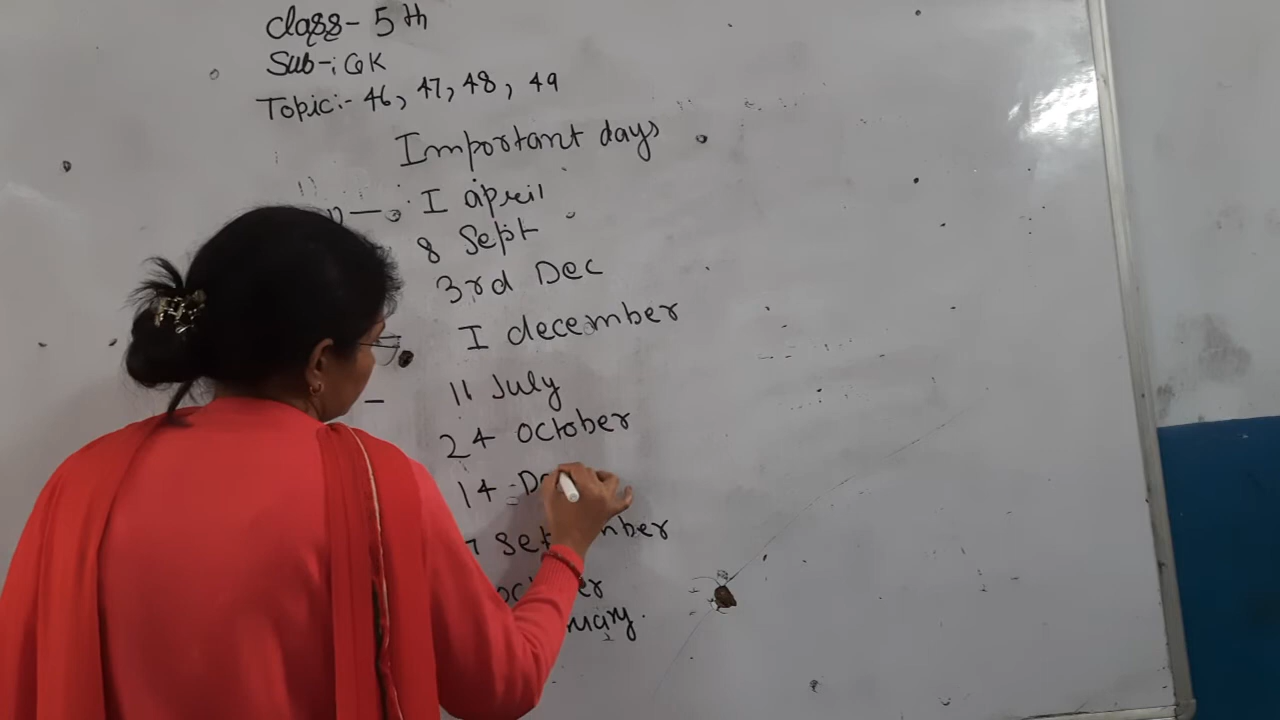 Class- 5th
Sub-: GK
Topic:- 46, 47, 48, 49
Important days
I april
8 Sept
3rd Dec
I december
11 July
24 October
14